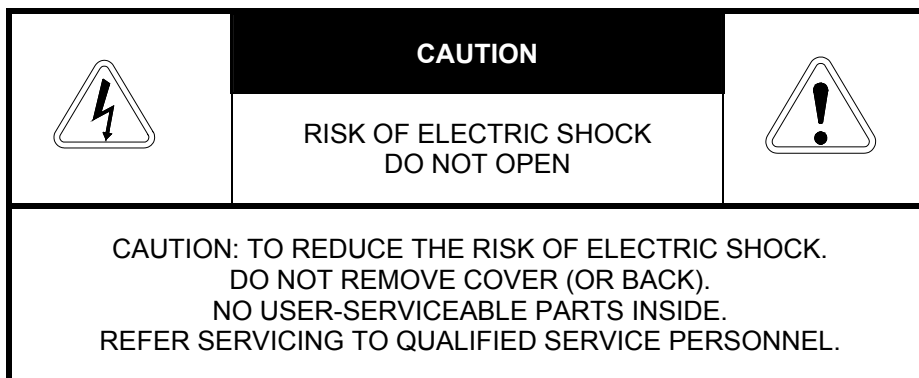 CAUTION
RISK OF ELECTRIC SHOCK
DO NOT OPEN
CAUTION: TO REDUCE THE RISK OF ELECTRIC SHOCK.
DO NOT REMOVE COVER (OR BACK).
NO USER-SERVICEABLE PARTS INSIDE.
REFER SERVICING TO QUALIFIED SERVICE PERSONNEL.